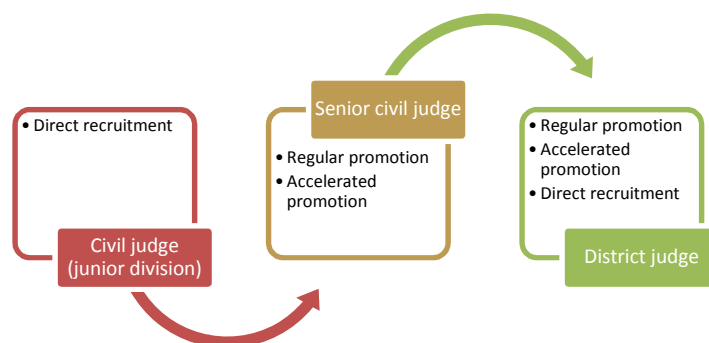 • Direct recruitment
Civil judge
(junior division)
Senior civil judge
• Regular promotion
• Accelerated
promotion
• Regular promotion
• Accelerated
promotion
• Direct recruitment
District judge